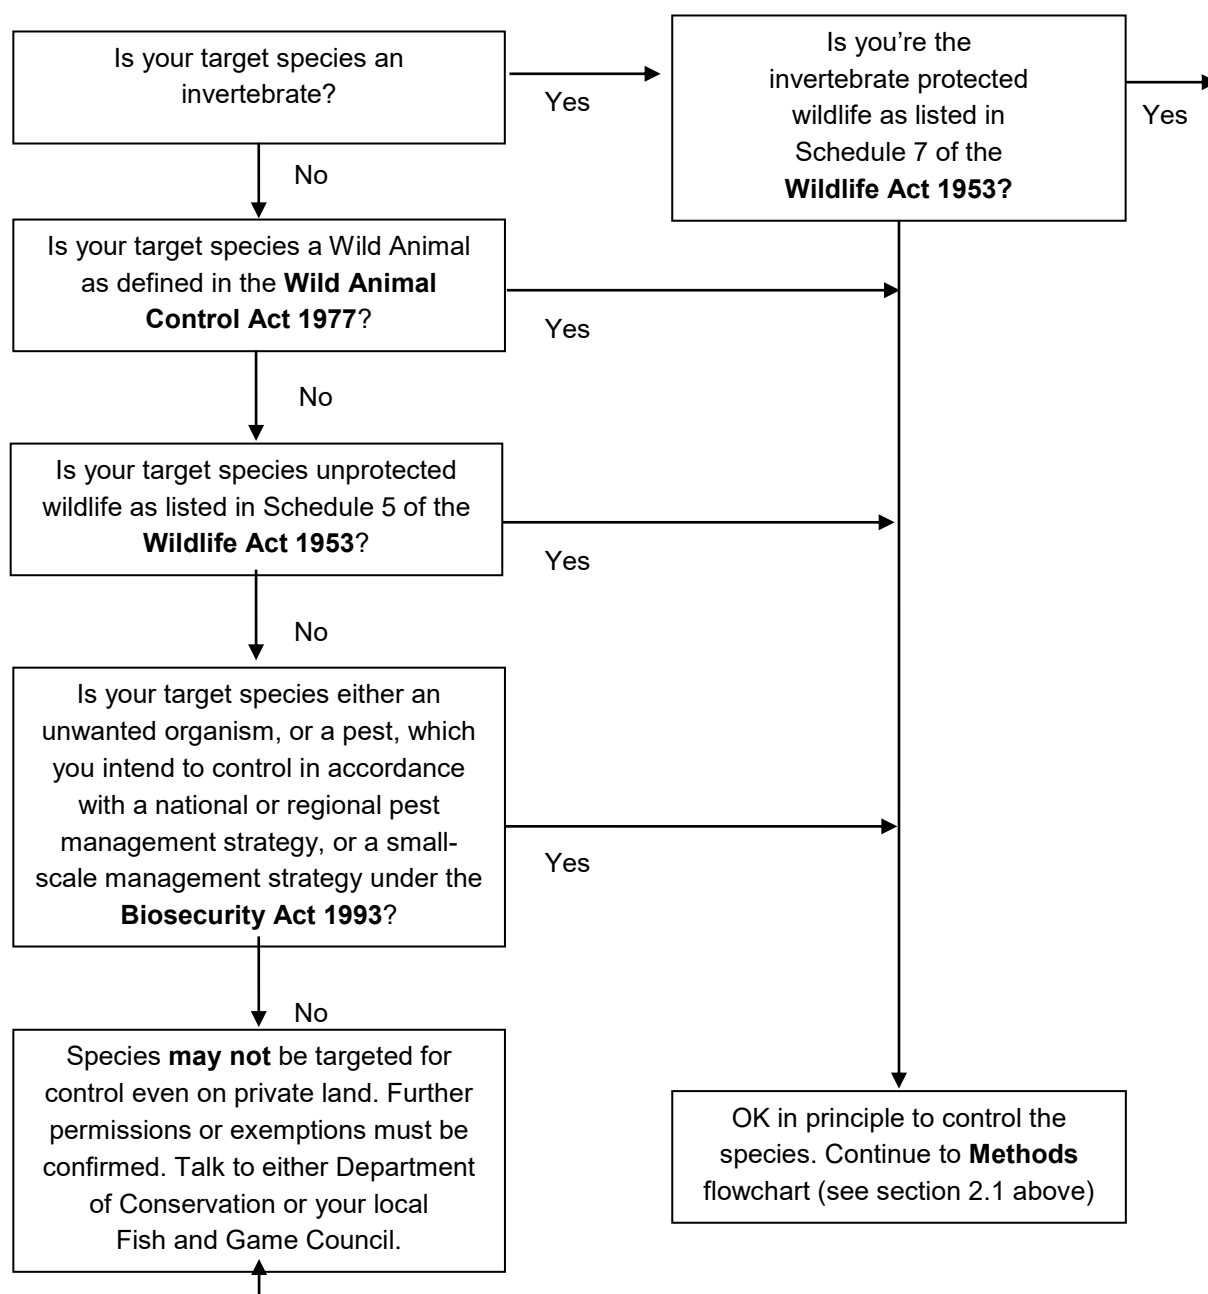 Is your target species an
invertebrate?
Yes
Is you're the
invertebrate protected
wildlife as listed in
Schedule 7 of the
Wildlife Act 1953?
Yes
No
Is your target species a Wild Animal
as defined in the Wild Animal
Control Act 1977?
Yes
No
Is your target species unprotected
wildlife as listed in Schedule 5 of the
Wildlife Act 1953?
Yes
No
Is your target species either an
unwanted organism, or a pest, which
you intend to control in accordance
with a national or regional pest
management strategy, or a small-
scale management strategy under the
Biosecurity Act 1993?
Yes
No
Species may not be targeted for
control even on private land. Further
permissions or exemptions must be
confirmed. Talk to either Department
of Conservation or your local
Fish and Game Council.
OK in principle to control the
species. Continue to Methods
flowchart (see section 2.1 above)